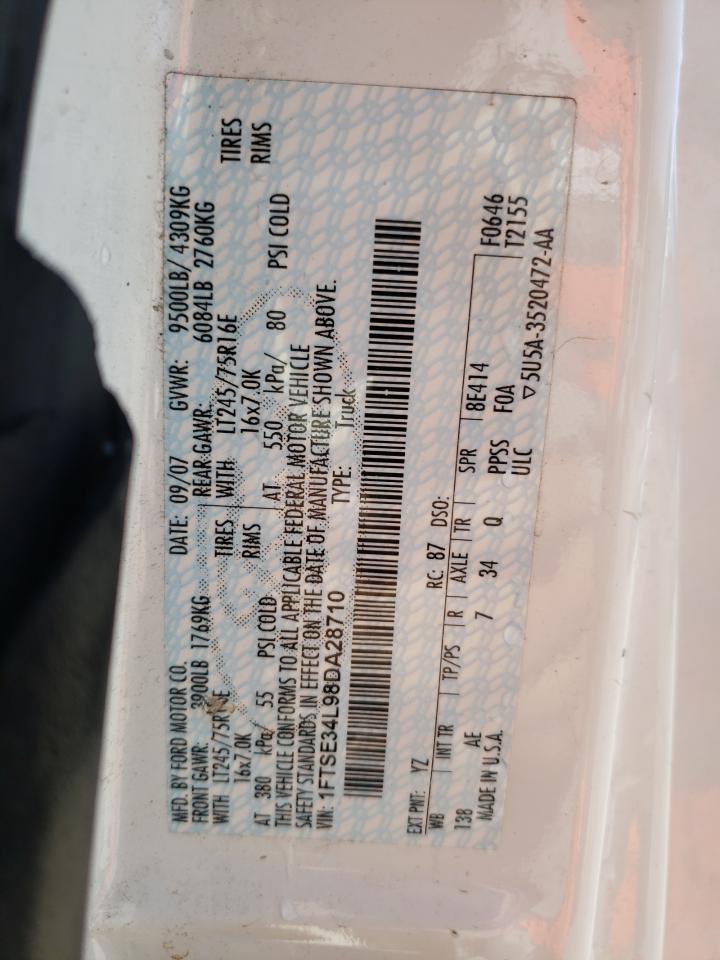 MFD. BY FORD MOTOR CO. DATE: 09/07 GVWR: 9500LB/ 4309KG
FRONT GAWR: 3900LB 1769KG REAR GAWR: 6084LB 2760KG
WITH LT245/75R16E TIRES WITH LT245/75R16E TIRES
16x7.0K RIMS 16x7.0K RIMS
AT 380 kPa/ 55 PSI COLD AT 550 kPa/ 80 PSI COLD
THIS VEHICLE CONFORMS TO ALL APPLICABLE FEDERAL MOTOR VEHICLE
SAFETY STANDARDS IN EFFECT ON THE DATE OF MANUFACTURE SHOWN ABOVE.
VIN: 1FTSE34L98DA28710 TYPE: Truck
F0646
T2155
EXT PNT: YZ RC: 87 DSO:
WB INT TR TP/PS R AXLE TR SPR 8E414
138 AE 7 34 Q PPSS F0A
MADE IN U.S.A. ULC ▽5U5A-3520472-AA